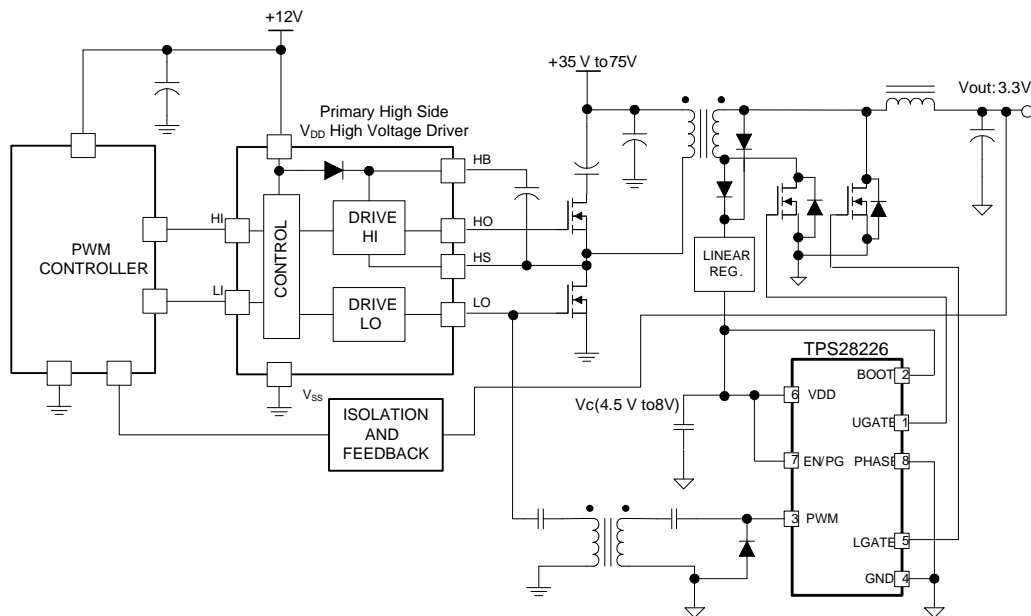 +12V
+35 V to 75V
Vout: 3.3V
Primary High Side
VDD High Voltage Driver
HB
HI
DRIVE
HI
HO
PWM
CONTROLLER
CONTROL
HS
LINEAR
REG.
LI
DRIVE
LO
LO
TPS28226
BOOT 2
VSS
Vc(4.5 V to8V)
6 VDD
ISOLATION
AND
FEEDBACK
UGATE 1
7 EN/PG
PHASE 8
3 PWM
LGATE 5
GND 4